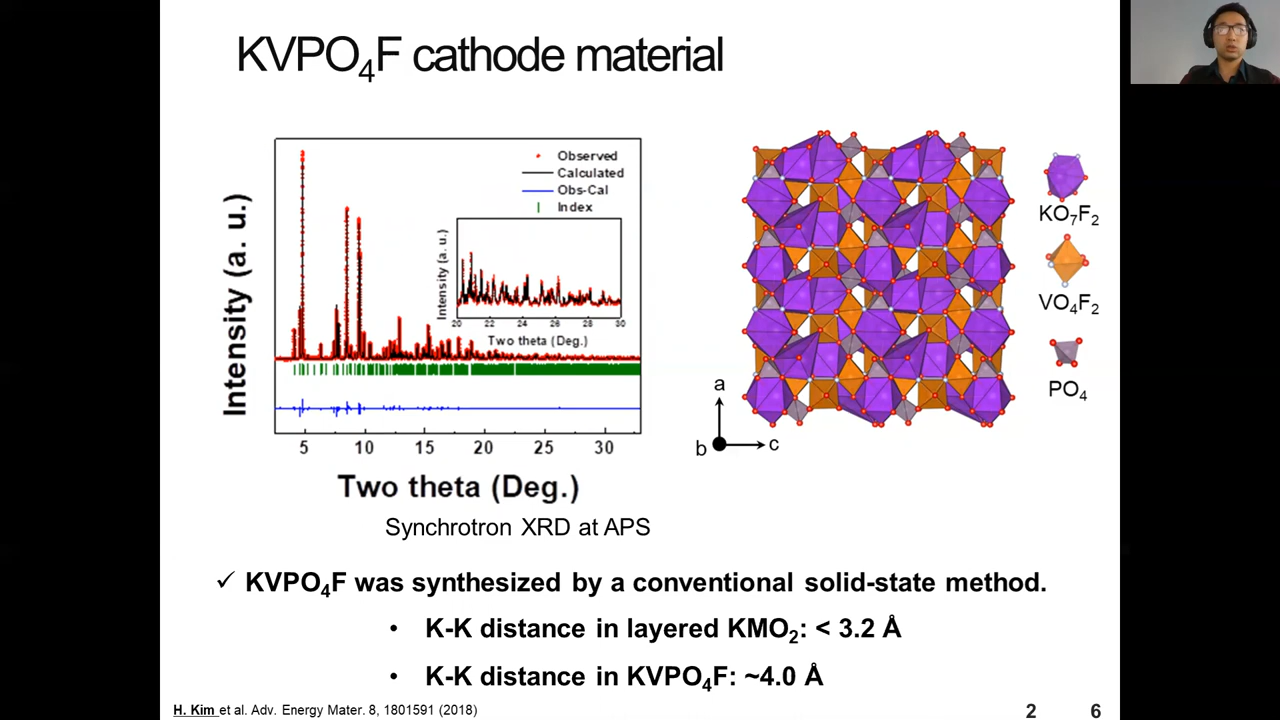 KVPO₄F cathode material
Observed
Calculated
Obs-Cal
Index
Intensity (a. u.)
20 22 24 26 28 30
Two theta (Deg.)
Intensity (a. u.)
5 10 15 20 25 30
Two theta (Deg.)
Synchrotron XRD at APS
KO₇F₂
VO₄F₂
PO₄
a
b
c
✓ KVPO₄F was synthesized by a conventional solid-state method.
• K-K distance in layered KMO₂: < 3.2 Å
• K-K distance in KVPO₄F: ~4.0 Å
H. Kim et al. Adv. Energy Mater. 8, 1801591 (2018)
2 6